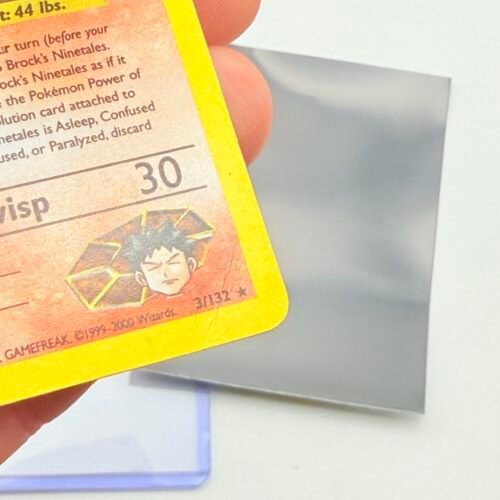 t: 44 lbs.
ur turn (before your
Brock's Ninetales.
ock's Ninetales as if it
the Pokémon Power of
olution card attached to
netales is Asleep, Confused
used, or Paralyzed, discard
wisp 30
3/132 ★
GAMEFREAK. ©1999-2000 Wizards.